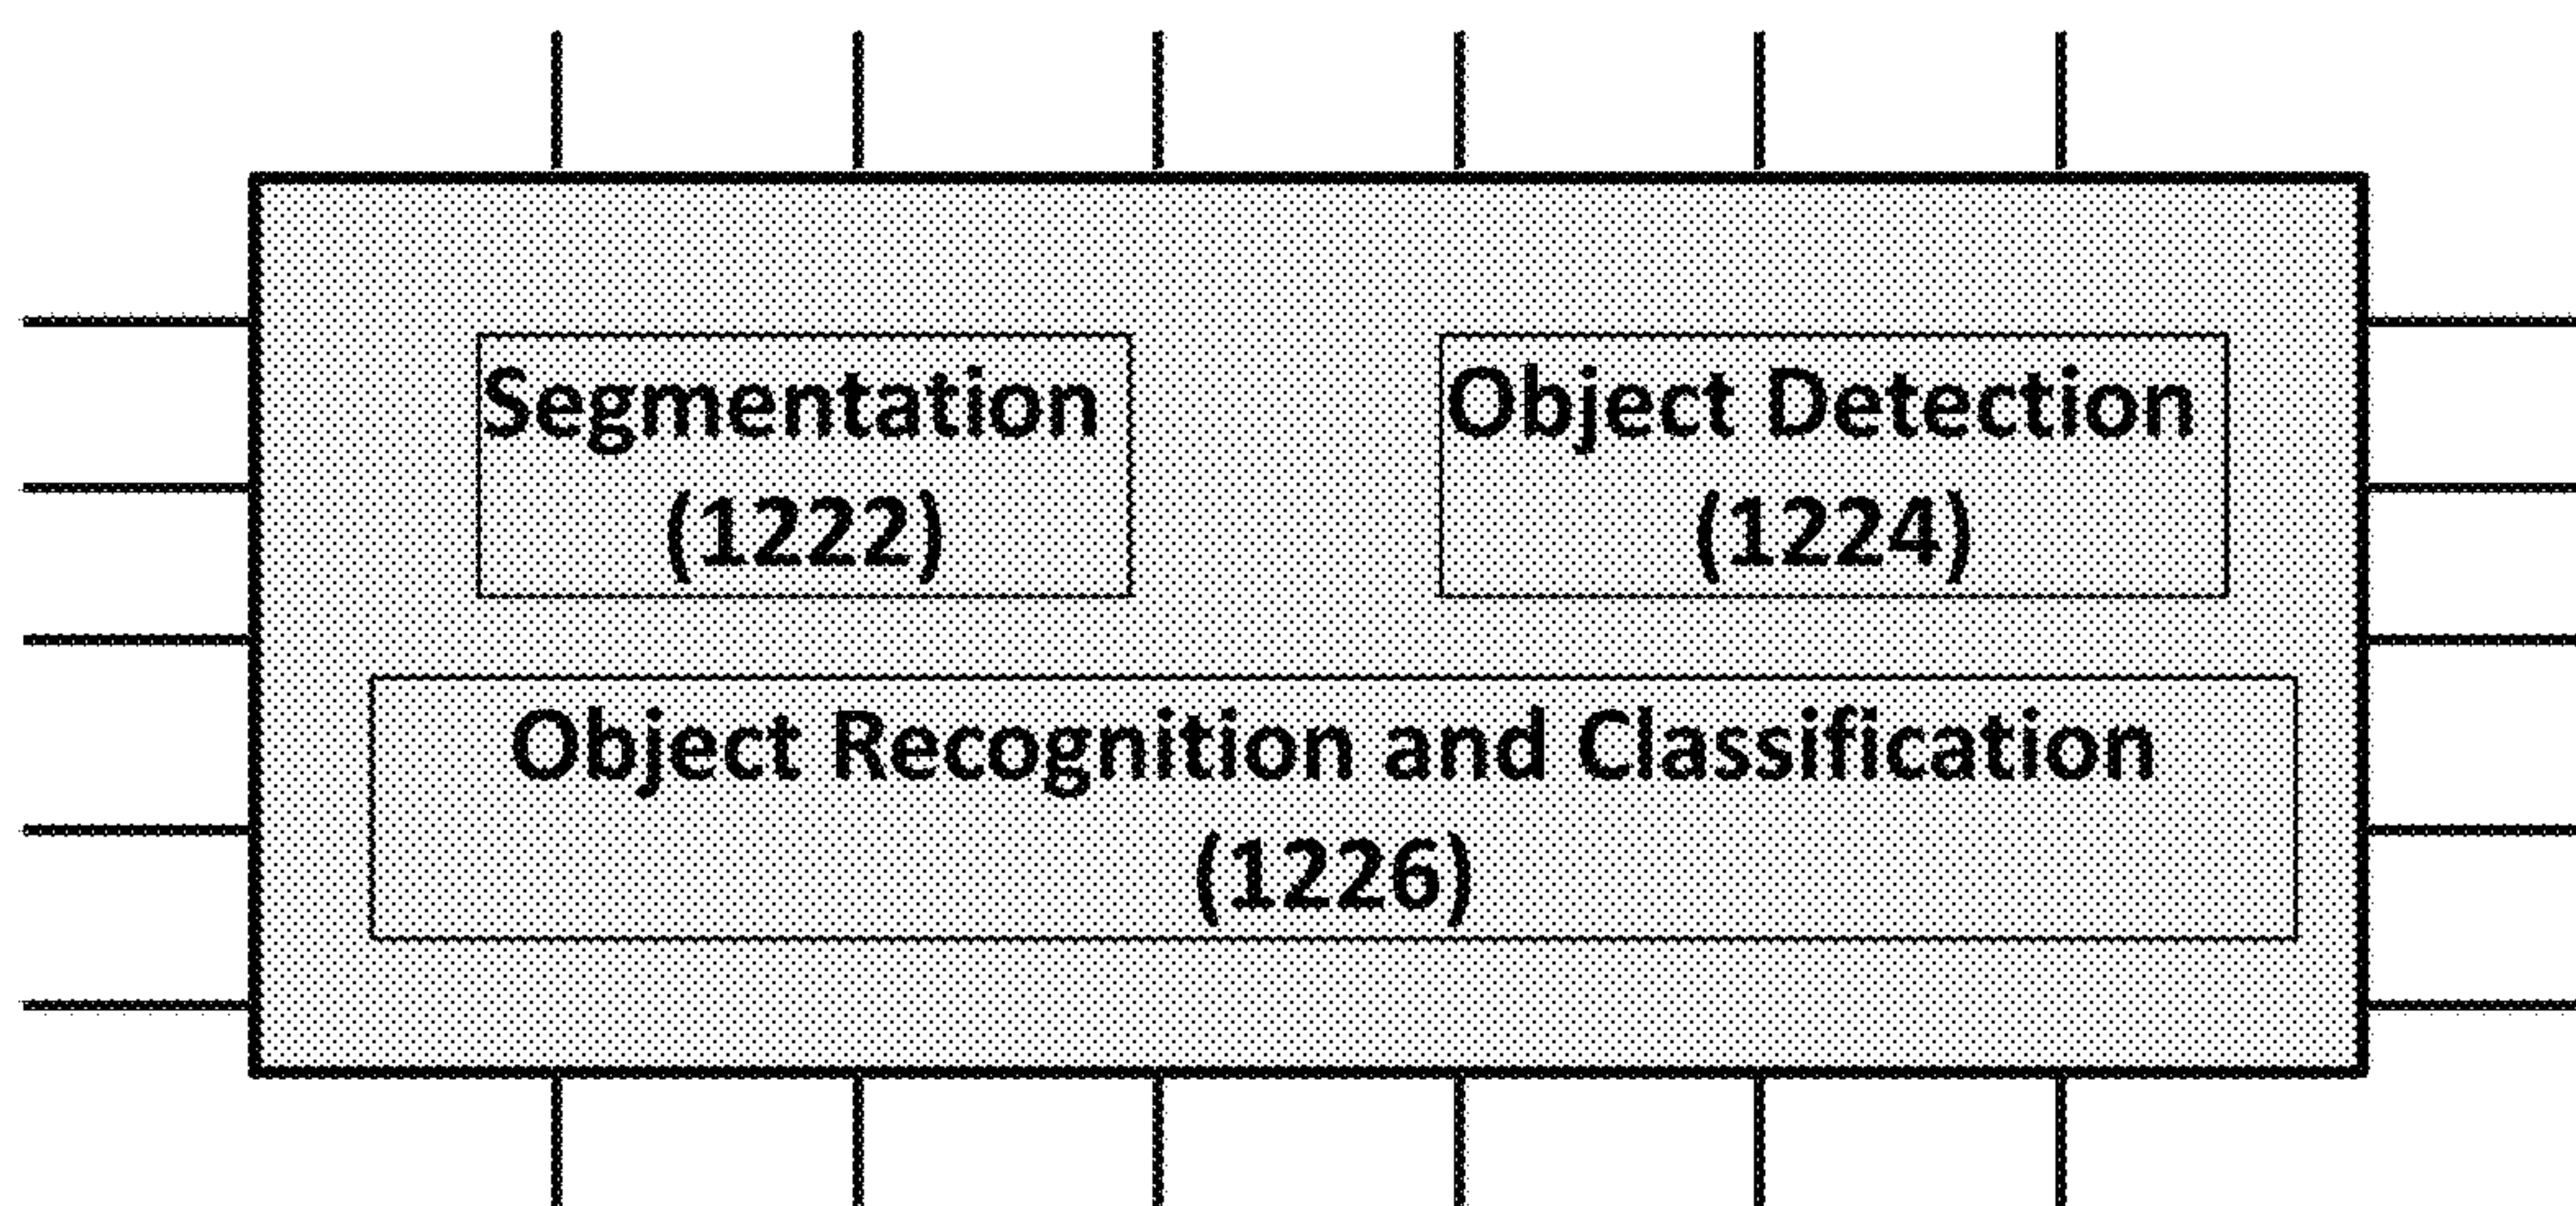 Segmentation
(1222)
Object Detection
(1224)
Object Recognition and Classification
(1226)